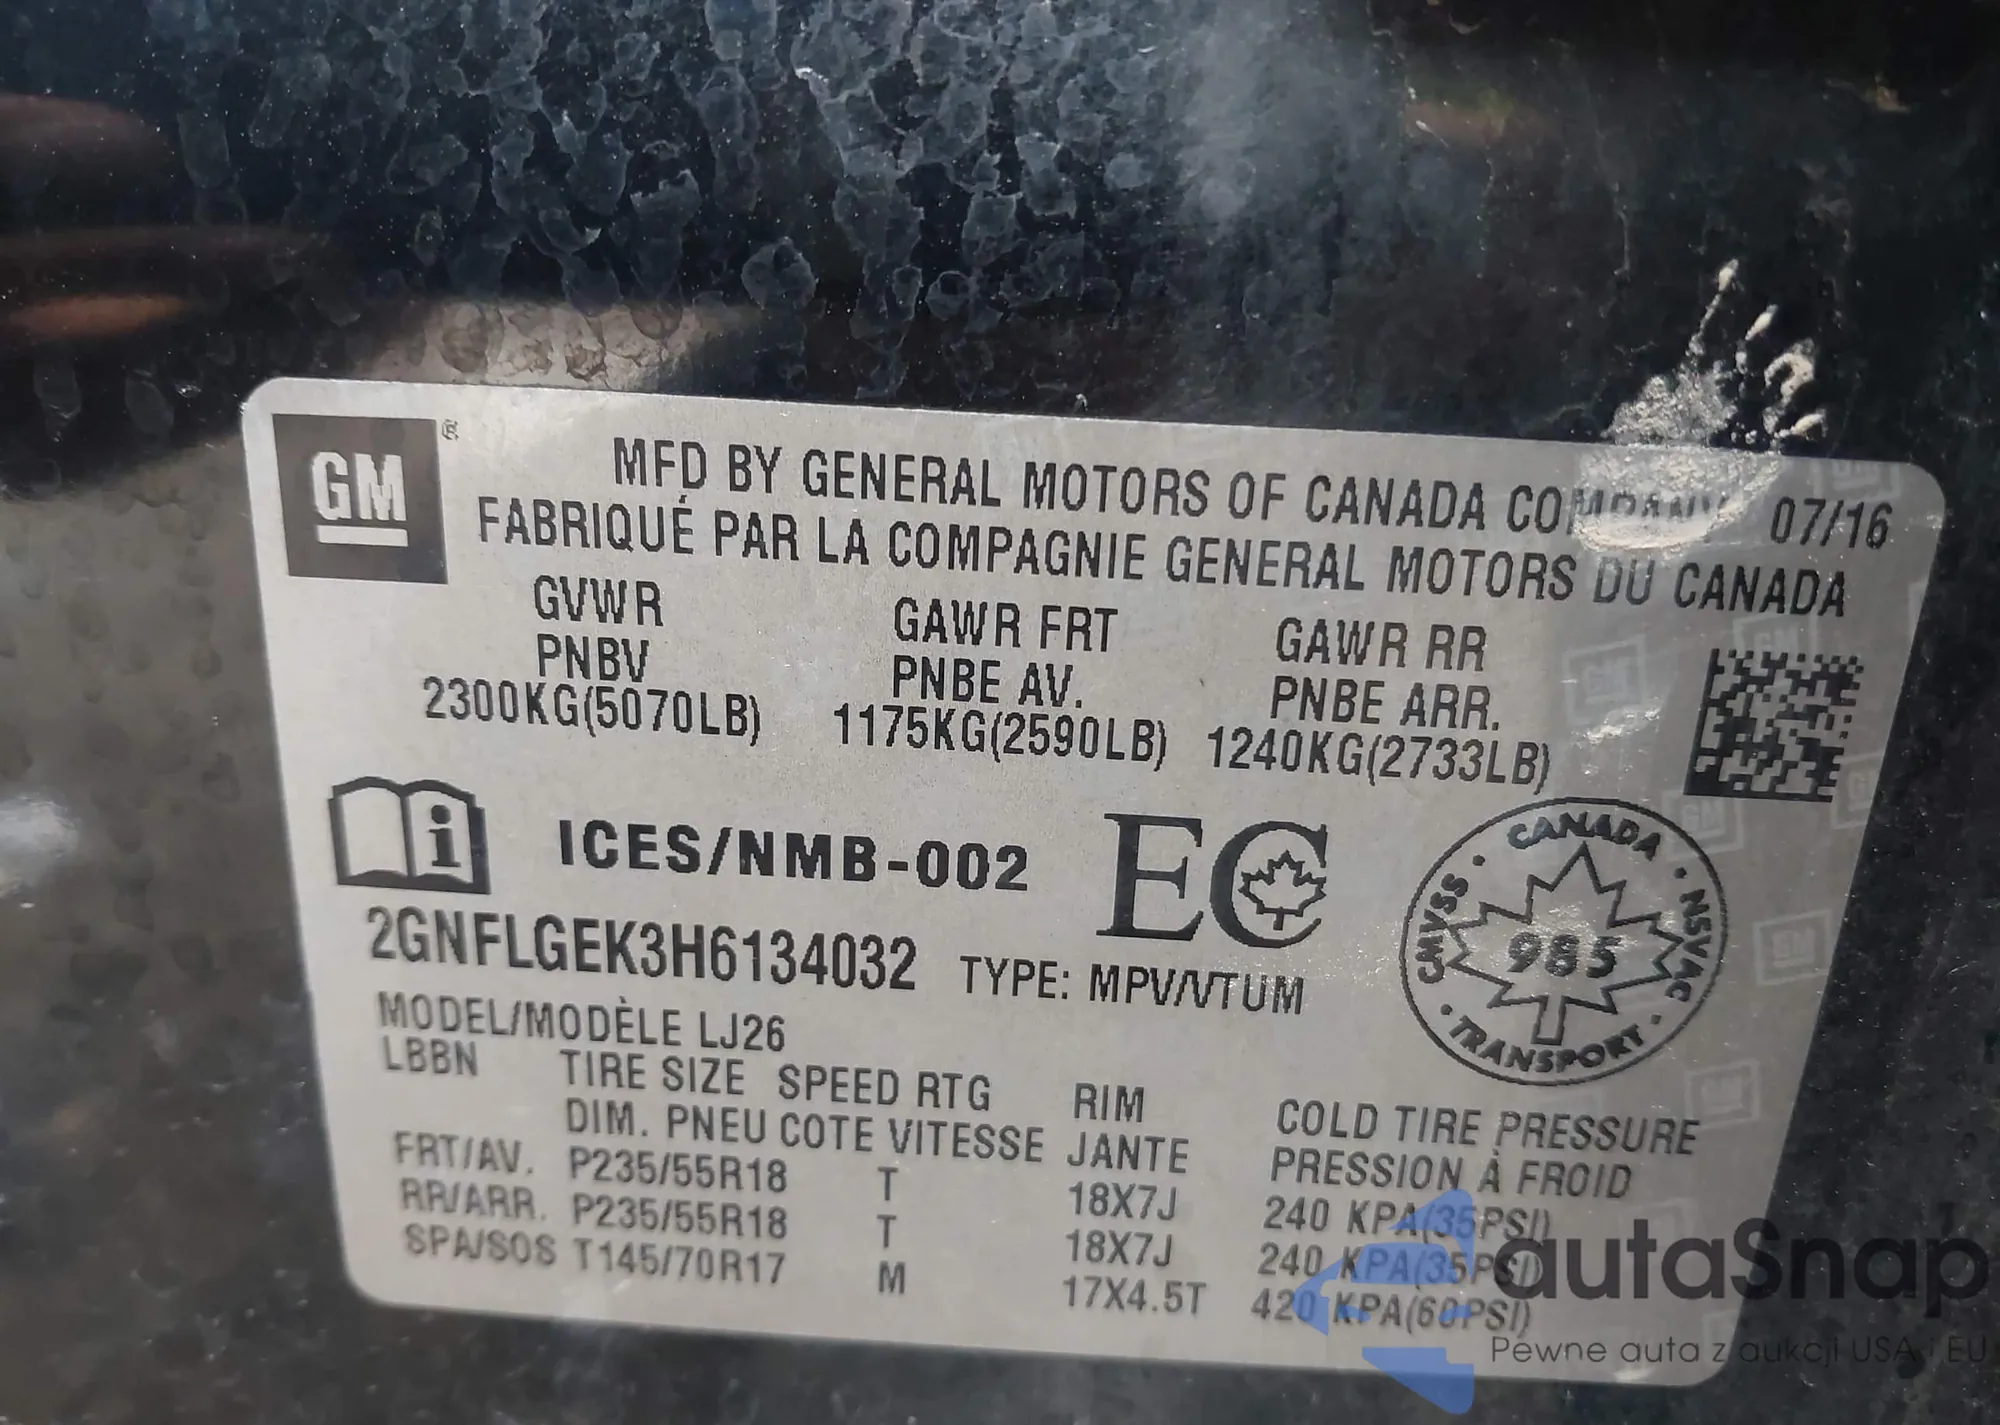 GM
MFD BY GENERAL MOTORS OF CANADA COMPANY 07/16
FABRIQUÉ PAR LA COMPAGNIE GENERAL MOTORS DU CANADA
GVWR GAWR FRT GAWR RR
PNBV PNBE AV. PNBE ARR.
2300KG(5070LB) 1175KG(2590LB) 1240KG(2733LB)
i ICES/NMB-002 EC
CANADA · NSVAC · TRANSPORT · CMVSS ·
985
2GNFLGEK3H6134032 TYPE: MPV/VTUM
MODEL/MODÈLE LJ26
LBBN TIRE SIZE SPEED RTG RIM COLD TIRE PRESSURE
DIM. PNEU COTE VITESSE JANTE PRESSION À FROID
FRT/AV. P235/55R18 T 18X7J 240 KPA(35PSI)
RR/ARR. P235/55R18 T 18X7J 240 KPA(35PSI)
SPA/SOS T145/70R17 M 17X4.5T 420 KPA(60PSI)
autaSnap
Pewne auta z aukcji USA i EU